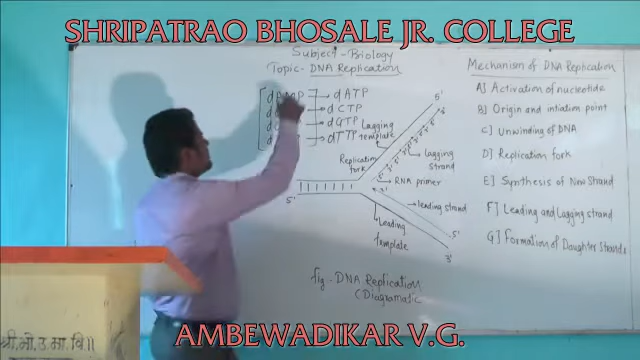 SHRIPATRAO BHOSALE JR. COLLEGE
Subject - Biology
Topic - DNA Replication
dATP
dCTP
dGTP
dTTP
Lagging
template
Replication
fork
5'
3'
lagging
strand
RNA primer
leading strand
5'
Leading
template
5'
3'
fig - DNA Replication
(Diagramatic
Mechanism of DNA Replication
A] Activation of nucleotide
B] Origin and intiation point
C] Unwinding of DNA
D] Replication fork
E] Synthesis of New Strand
F] Leading and Lagging strand
G] Formation of Daughter Strands
श्री.भो.उ.मा.वि॥
AMBEWADIKAR V.G.